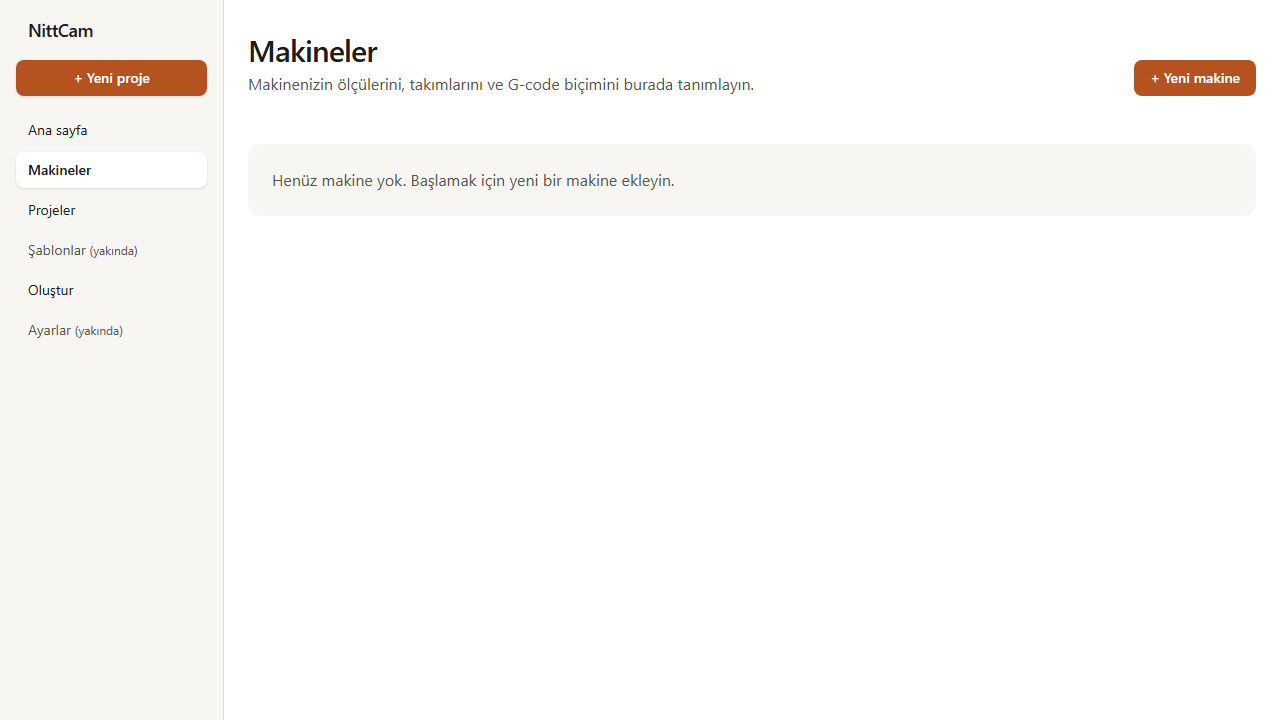 NittCam
+ Yeni proje
Ana sayfa
Makineler
Projeler
Şablonlar (yakında)
Oluştur
Ayarlar (yakında)
Makineler
Makinenizin ölçülerini, takımlarını ve G-code biçimini burada tanımlayın.
+ Yeni makine
Henüz makine yok. Başlamak için yeni bir makine ekleyin.